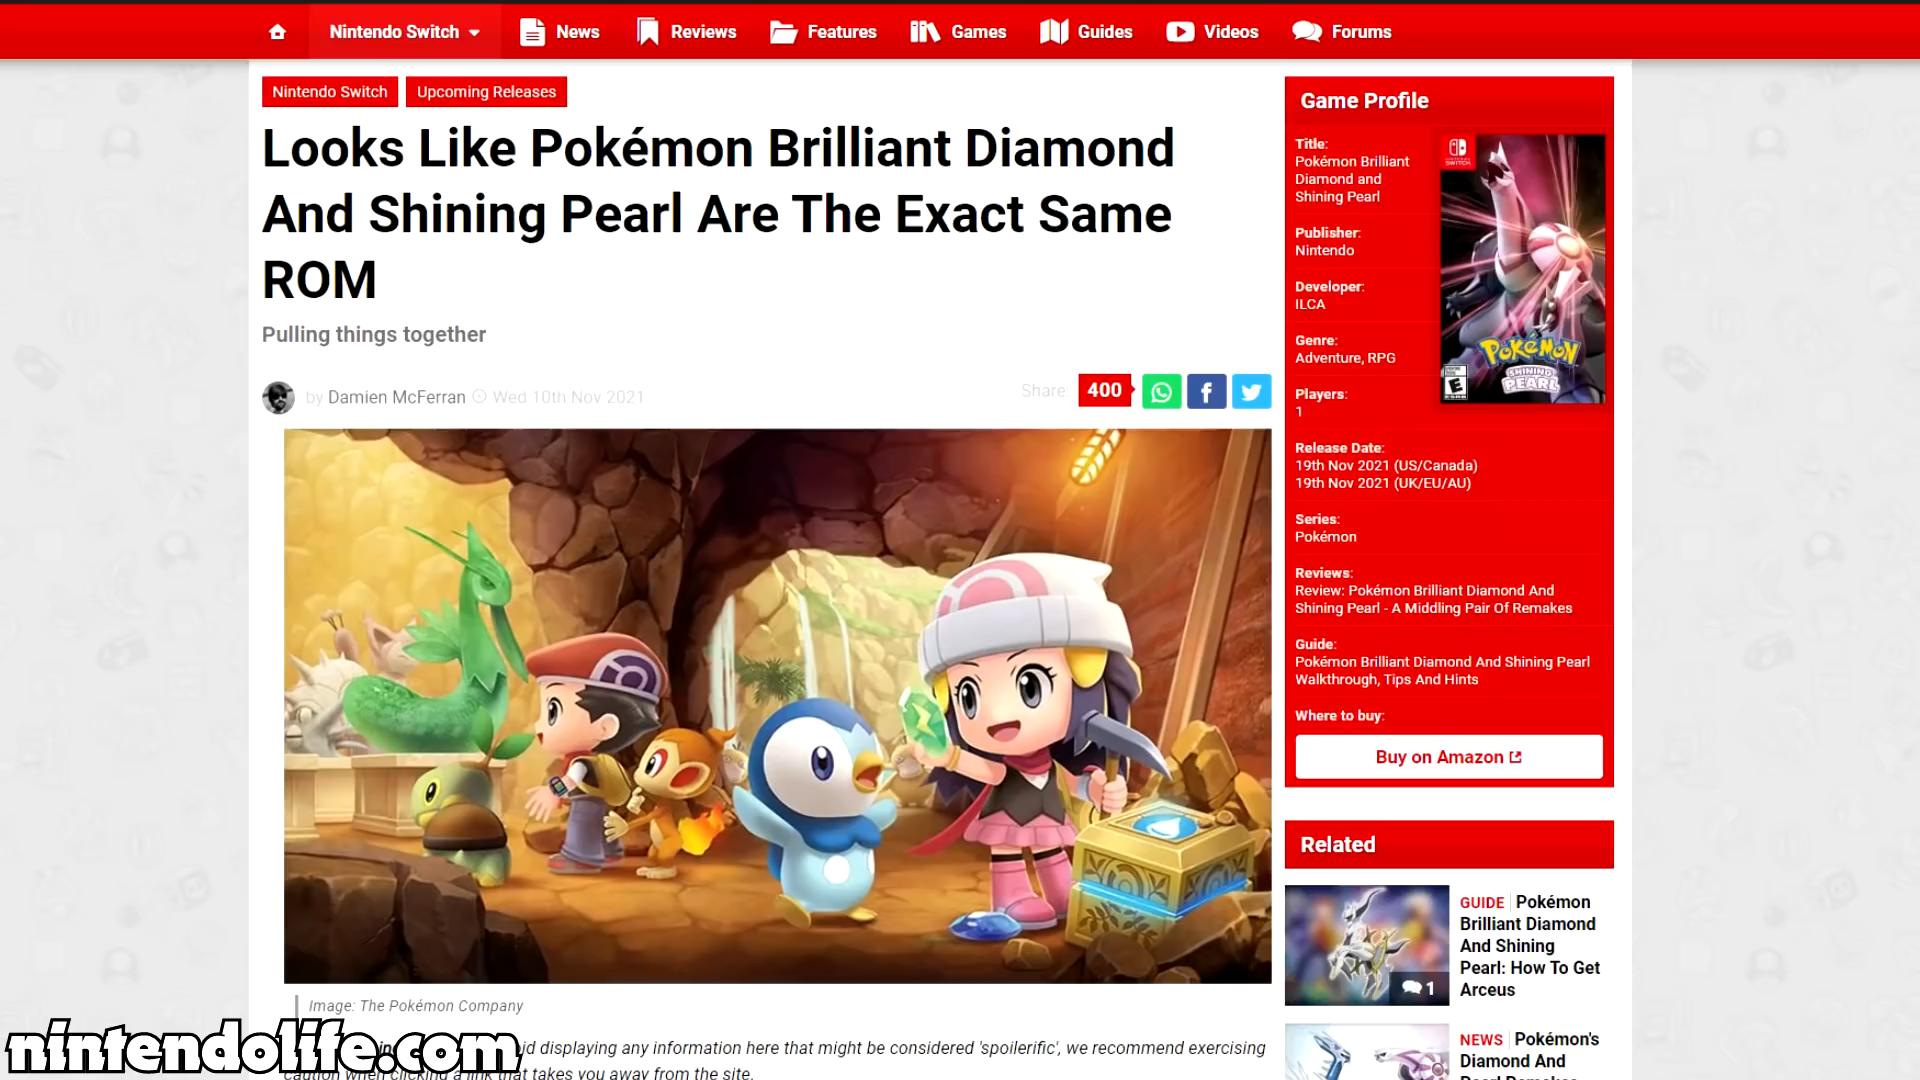 Nintendo Switch
News
Reviews
Features
Games
Guides
Videos
Forums
Nintendo Switch
Upcoming Releases
Looks Like Pokémon Brilliant Diamond
And Shining Pearl Are The Exact Same
ROM
Pulling things together
by Damien McFerran Wed 10th Nov 2021
Share:
400
Image: The Pokémon Company
id displaying any information here that might be considered 'spoilerific', we recommend exercising
caution when clicking a link that takes you away from the site.
nintendolife.com
Game Profile
Title:
Pokémon Brilliant
Diamond and
Shining Pearl
Publisher:
Nintendo
Developer:
ILCA
Genre:
Adventure, RPG
Players:
1
Release Date:
19th Nov 2021 (US/Canada)
19th Nov 2021 (UK/EU/AU)
Series:
Pokémon
Reviews:
Review: Pokémon Brilliant Diamond And
Shining Pearl - A Middling Pair Of Remakes
Guide:
Pokémon Brilliant Diamond And Shining Pearl
Walkthrough, Tips And Hints
Where to buy:
Buy on Amazon
NINTENDO
SWITCH
POKéMON
SHINING
PEARL
E
Related
1
GUIDE Pokémon
Brilliant Diamond
And Shining
Pearl: How To Get
Arceus
NEWS Pokémon's
Diamond And
Pearl Remakes